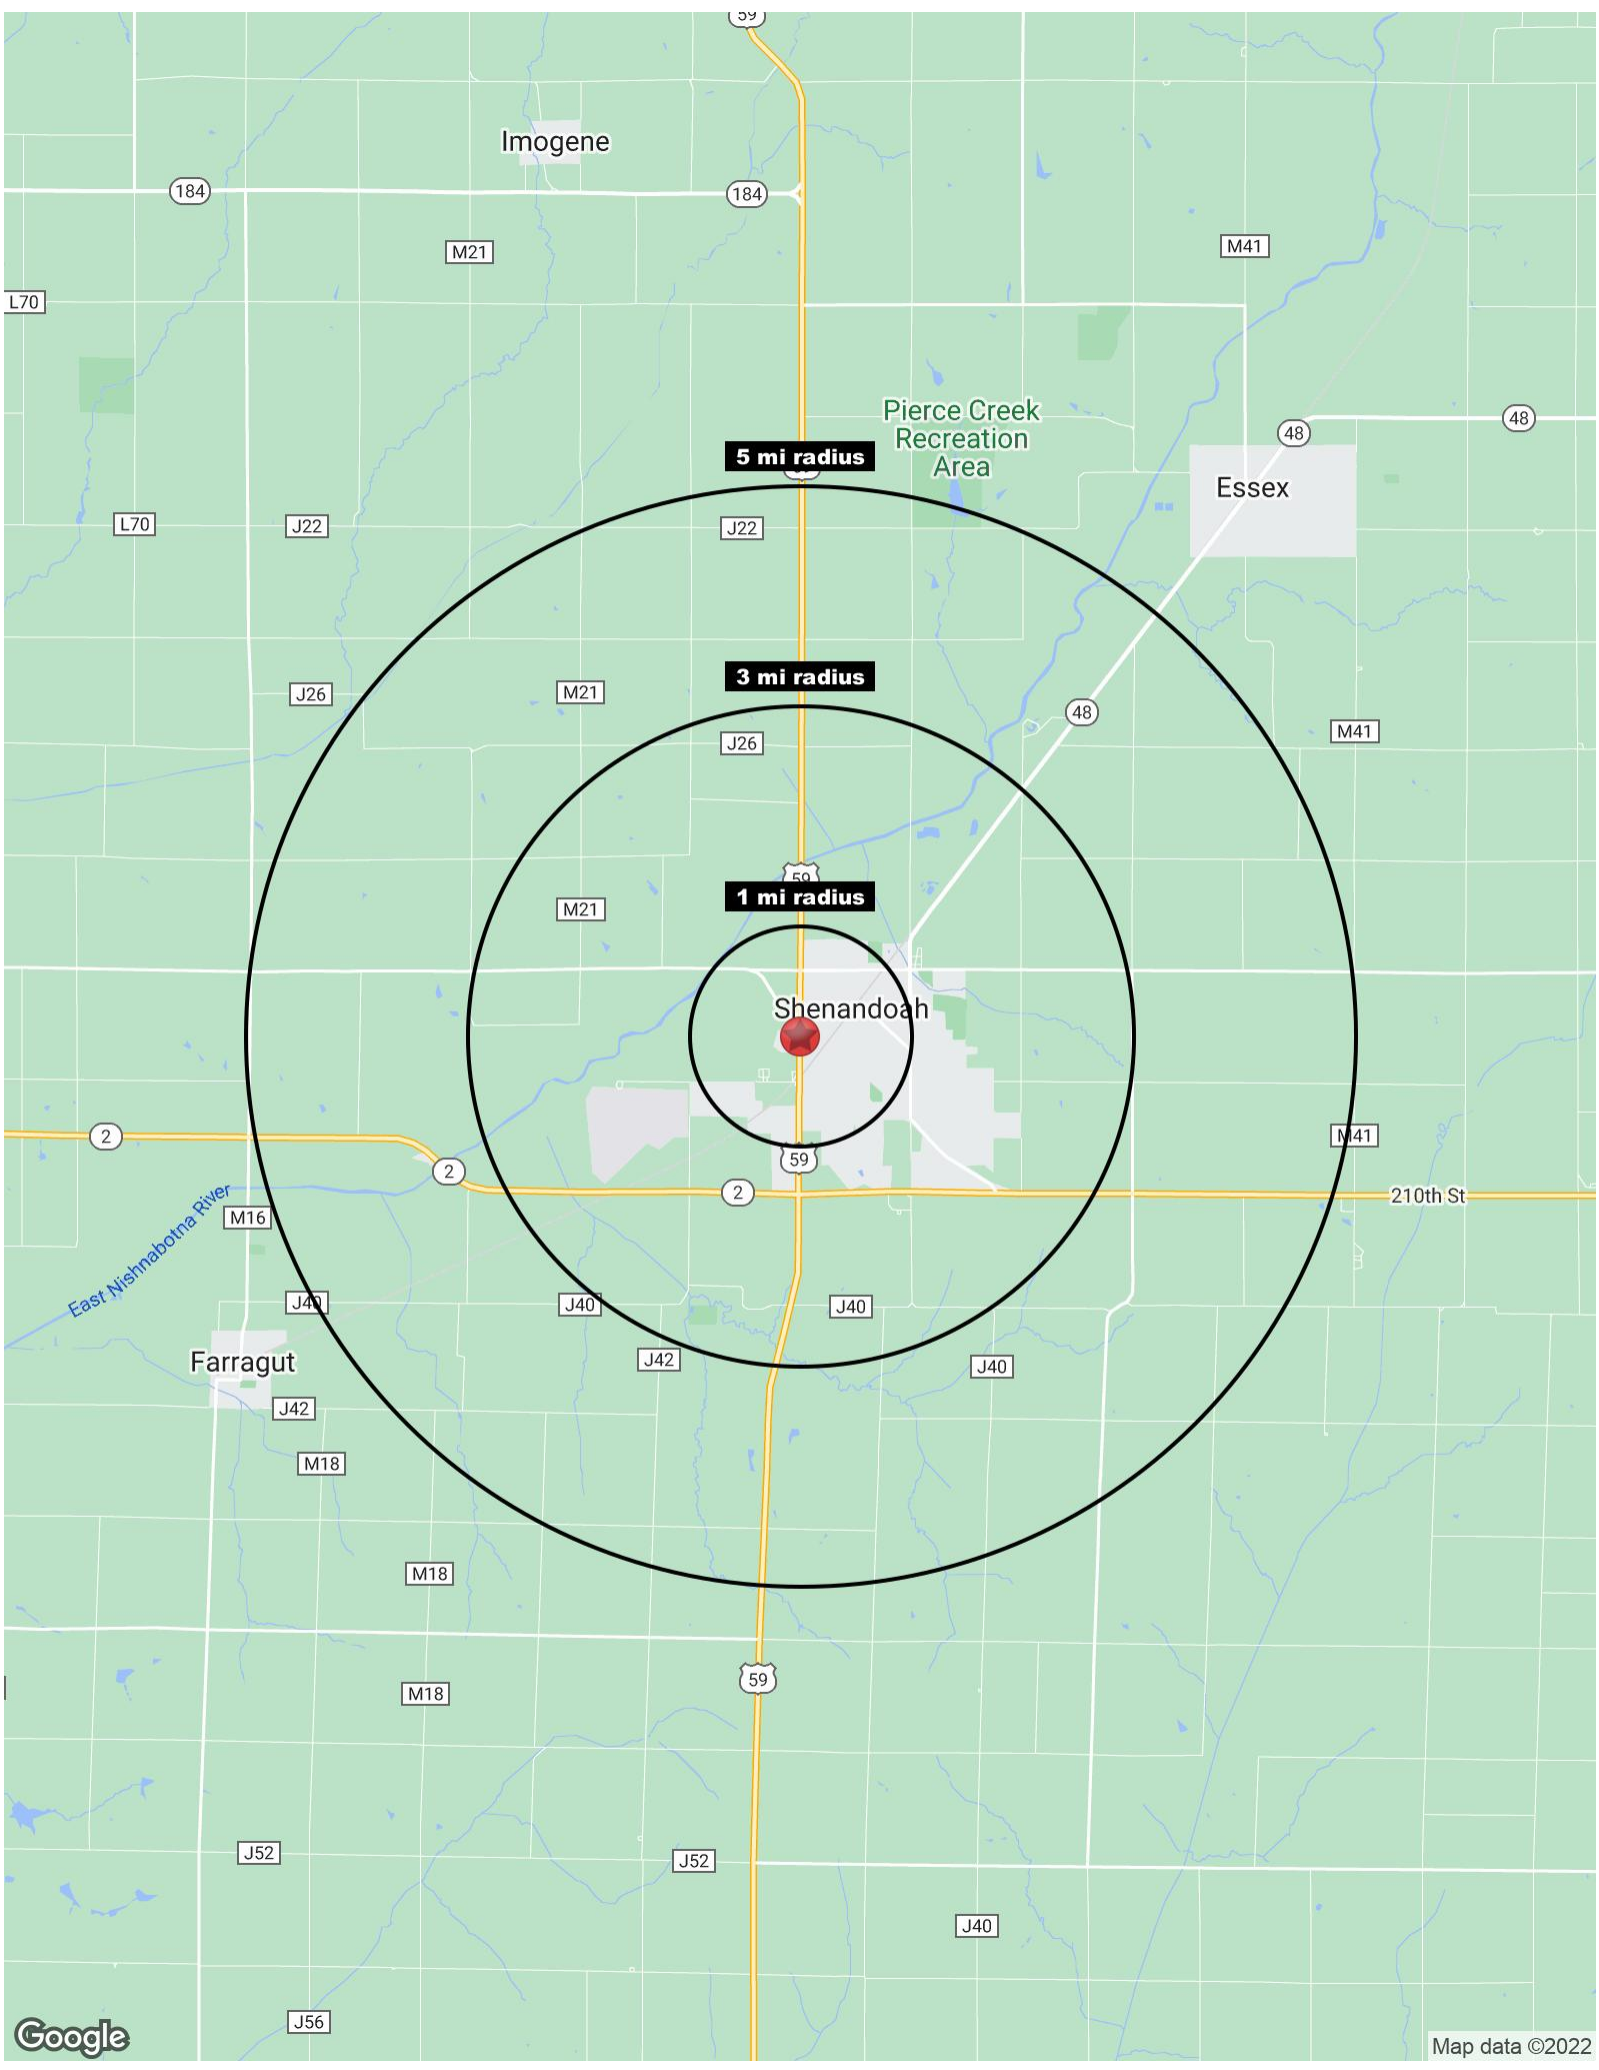 59
Imogene
184
184
M21
M41
L70
Pierce Creek
Recreation
Area
48
48
5 mi radius
Essex
L70
J22
J22
3 mi radius
J26
M21
48
M41
J26
59
1 mi radius
M21
Shenandoah
2
M41
59
2
2
210th St
East Nishnabotna River
M16
J40
J40
J40
Farragut
J42
J40
J42
M18
M18
59
M18
J52
J52
J40
J56
Google
Map data ©2022